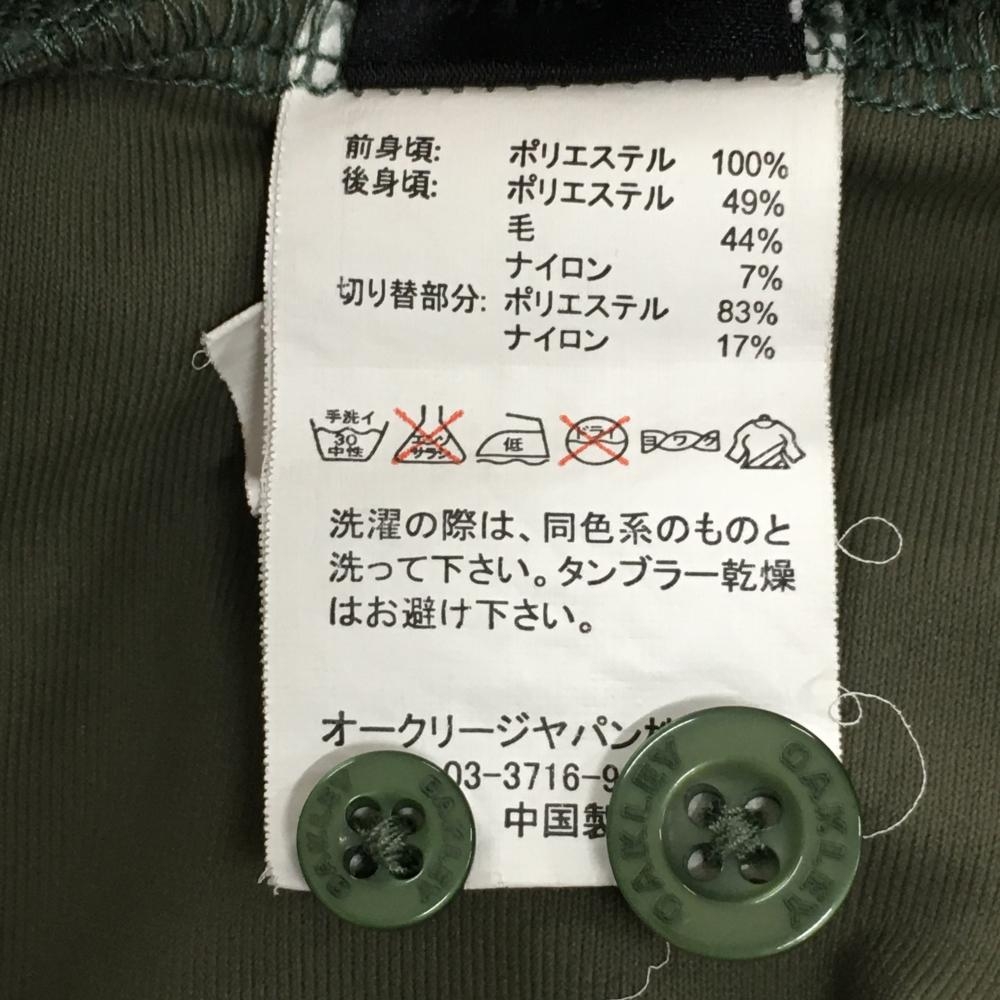 前身頃: ポリエステル 100%
後身頃: ポリエステル 49%
毛 44%
ナイロン 7%
切り替部分: ポリエステル 83%
ナイロン 17%
手洗イ
30
中性
エンソ
サラシ
低
ドライ
ヨワク
洗濯の際は、同色系のものと
洗って下さい。タンブラー乾燥
はお避け下さい。
オークリージャパン株
03-3716-9
中国製
OAKLEY OAKLEY
OAKLEY OAKLEY